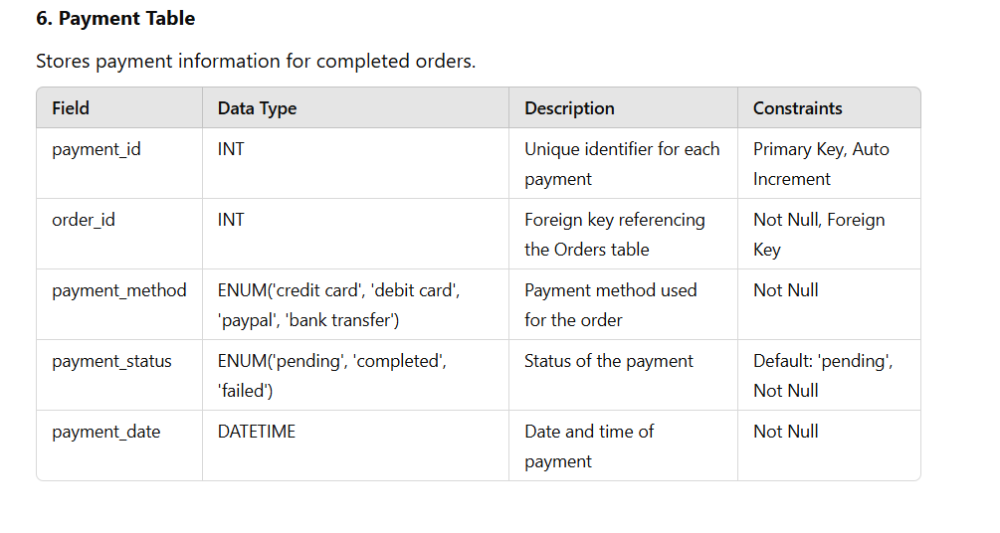 6. Payment Table
Stores payment information for completed orders.
Field Data Type Description Constraints
payment_id INT Unique identifier for each Primary Key, Auto
payment Increment
order_id INT Foreign key referencing Not Null, Foreign
the Orders table Key
payment_method ENUM('credit card', 'debit card', Payment method used Not Null
'paypal', 'bank transfer') for the order
payment_status ENUM('pending', 'completed', Status of the payment Default: 'pending',
'failed') Not Null
payment_date DATETIME Date and time of Not Null
payment